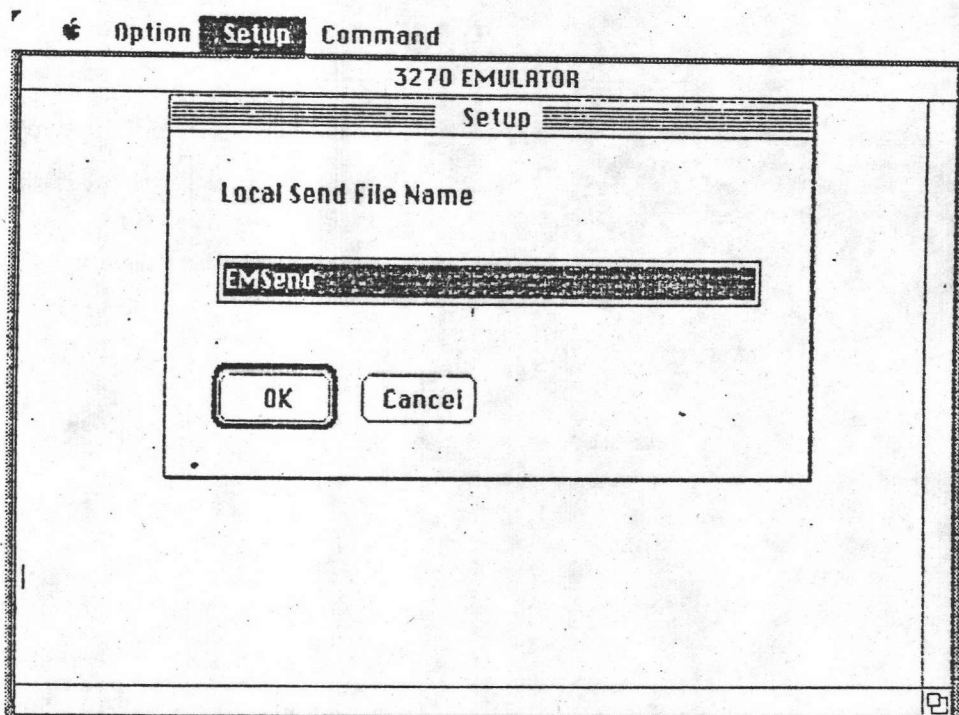 Option Setup Command
3270 EMULATOR
Setup
Local Send File Name
EMSend
OK Cancel